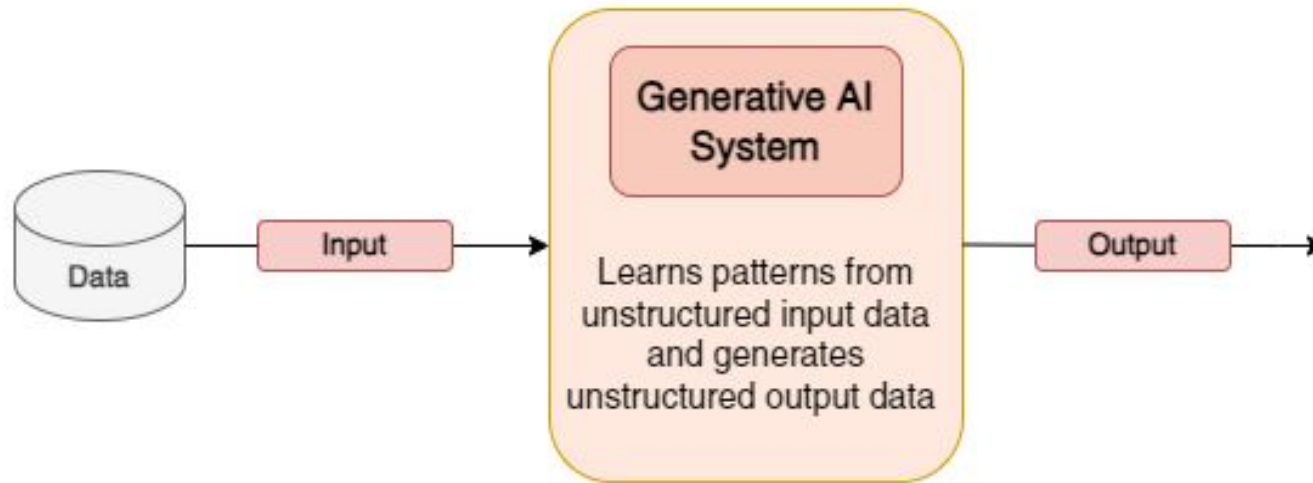 Generative AI
System
Data
Input
Learns patterns from
unstructured input data
and generates
unstructured output data
Output